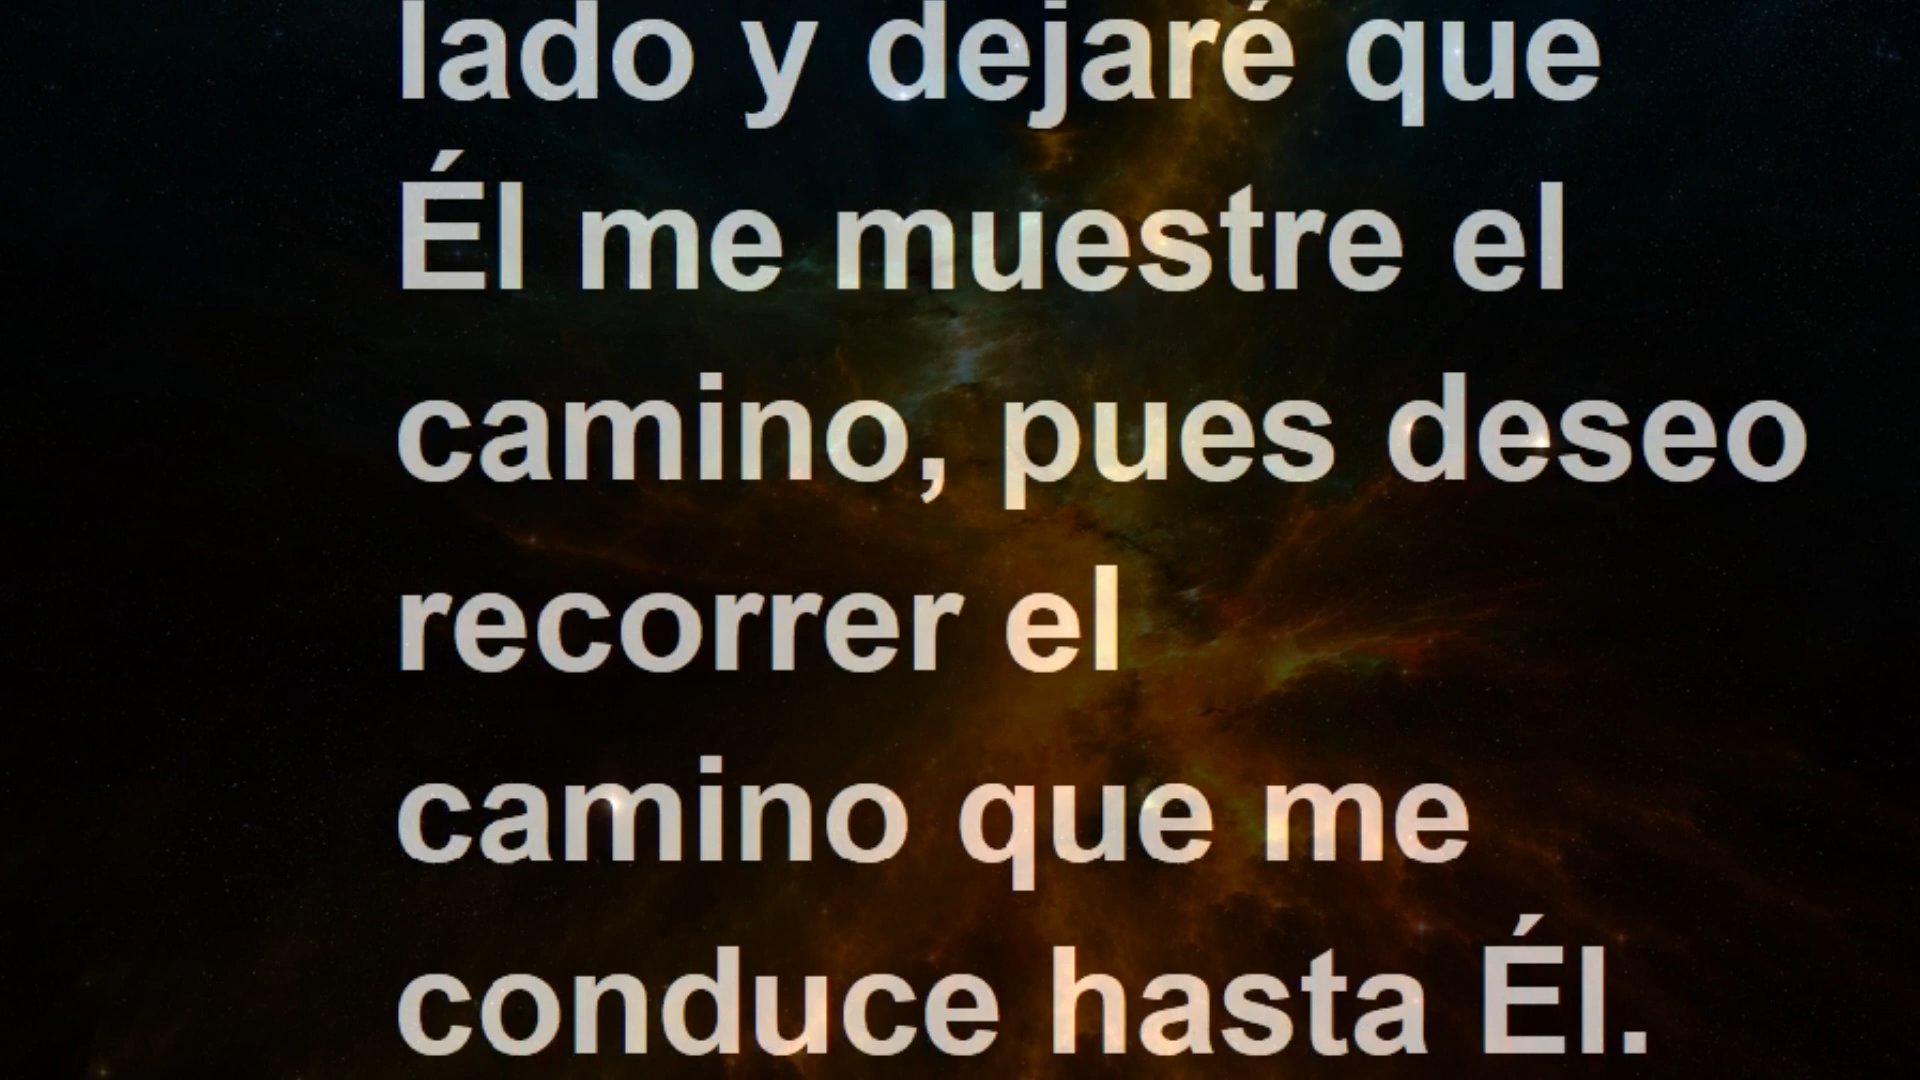 lado y dejaré que
Él me muestre el
camino, pues deseo
recorrer el
camino que me
conduce hasta Él.